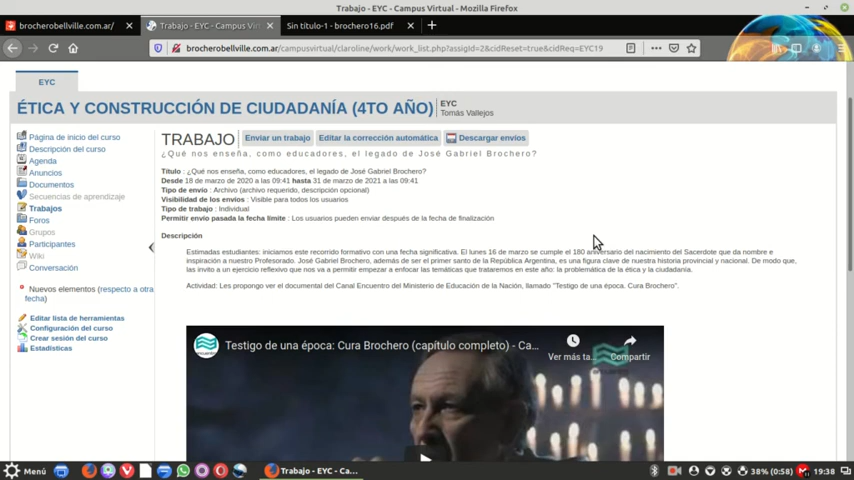 Trabajo - EYC - Campus Virtual - Mozilla Firefox
brocherobellville.com.ar/
Trabajo - EYC - Campus Virtu
Sin título-1 - brochero16.pdf
brocherobellville.com.ar/campusvirtual/claroline/work/work_list.php?assigId=2&cidReset=true&cidReq=EYC19
EYC
ÉTICA Y CONSTRUCCIÓN DE CIUDADANÍA (4TO AÑO)
EYC
Tomás Vallejos
Página de inicio del curso
Descripción del curso
Agenda
Anuncios
Documentos
Secuencias de aprendizaje
Trabajos
Foros
Grupos
Participantes
Wiki
Conversación
Nuevos elementos (respecto a otra
fecha)
Editar lista de herramientas
Configuración del curso
Crear sesión del curso
Estadísticas
TRABAJO
Enviar un trabajo
Editar la corrección automática
Descargar envíos
¿Qué nos enseña, como educadores, el legado de José Gabriel Brochero?
Título : ¿Qué nos enseña, como educadores, el legado de José Gabriel Brochero?
Desde 18 de marzo de 2020 a las 09:41 hasta 31 de marzo de 2021 a las 09:41
Tipo de envío : Archivo (archivo requerido, descripción opcional)
Visibilidad de los envíos : Visible para todos los usuarios
Tipo de trabajo : Individual
Permitir envío pasada la fecha límite : Los usuarios pueden enviar después de la fecha de finalización
Descripción
Estimadas estudiantes: iniciamos este recorrido formativo con una fecha significativa. El lunes 16 de marzo se cumple el 180 aniversario del nacimiento del Sacerdote que da nombre e
inspiración a nuestro Profesorado. José Gabriel Brochero, además de ser el primer santo de la República Argentina, es una figura clave de nuestra historia provincial y nacional. De modo que,
las invito a un ejercicio reflexivo que nos va a permitir empezar a enfocar las temáticas que trataremos en este año: la problemática de la ética y la ciudadanía.
Actividad: Les propongo ver el documental del Canal Encuentro del Ministerio de Educación de la Nación, llamado "Testigo de una época. Cura Brochero".
encuentro
Testigo de una época: Cura Brochero (capítulo completo) - Ca...
Ver más ta...
Compartir
encuentro
Menú
Trabajo - EYC - Ca...
38% (0:58)
19:38